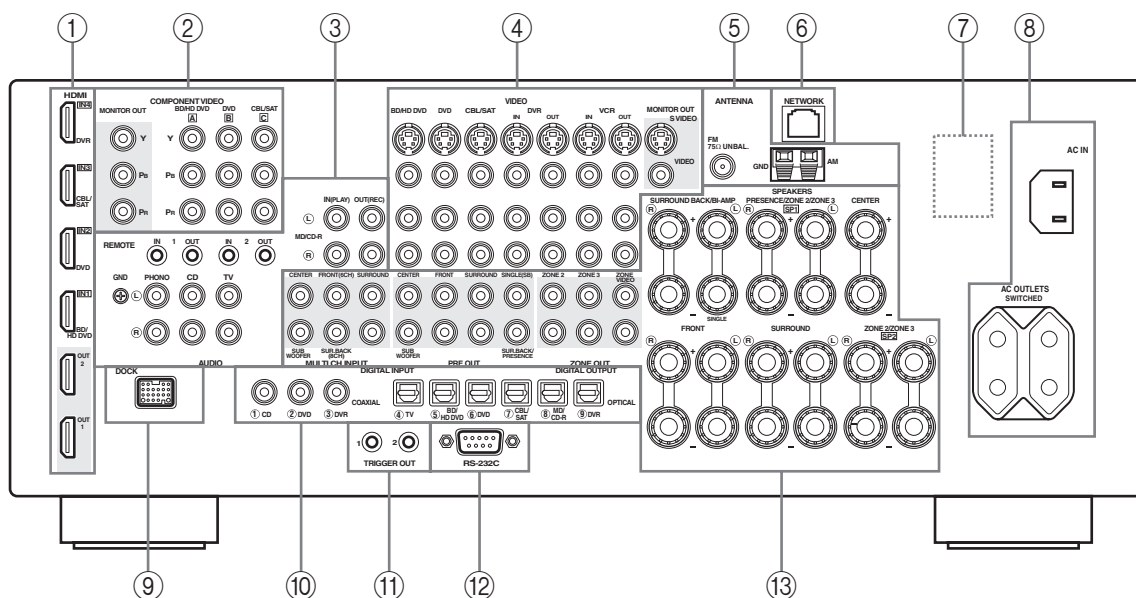 ① ② ③ ④ ⑤ ⑥ ⑦ ⑧
HDMI
IN4
DVR
IN3
CBL/
SAT
IN2
DVD
IN1
BD/
HD DVD
OUT
2
OUT
1
COMPONENT VIDEO
MONITOR OUT
BD/HD DVD DVD CBL/SAT
A B C
Y Y
PB PB
PR PR
REMOTE
IN 1 OUT IN 2 OUT
GND PHONO CD TV
L
R
AUDIO
IN(PLAY) OUT(REC)
L
MD/CD-R
R
VIDEO
BD/HD DVD DVD CBL/SAT DVR VCR
IN OUT IN OUT
MONITOR OUT
S VIDEO
VIDEO
CENTER FRONT(8CH) SURROUND
SUB
WOOFER
SUR.BACK
(8CH)
MULTI CH INPUT
CENTER FRONT SURROUND SINGLE(SB)
SUB
WOOFER
SUR.BACK/
PRESENCE
PRE OUT
ZONE 2 ZONE 3 ZONE
VIDEO
ZONE OUT
ANTENNA
FM
75Ω UNBAL.
NETWORK
GND AM
SPEAKERS
SURROUND BACK/BI-AMP PRESENCE/ZONE 2/ZONE 3 CENTER
SP1
R L R L
+ + +
– – –
SINGLE
FRONT SURROUND ZONE 2/ZONE 3
SP2
R L R L R L
+ + +
– – –
AC IN
AC OUTLETS
SWITCHED
DOCK
DIGITAL INPUT DIGITAL OUTPUT
COAXIAL OPTICAL
① CD ② DVD ③ DVR ④ TV ⑤ BD/
HD DVD ⑥ DVD ⑦ CBL/
SAT ⑧ MD/
CD-R ⑨ DVR
1 2
TRIGGER OUT
RS-232C
⑨ ⑩ ⑪ ⑫ ⑬